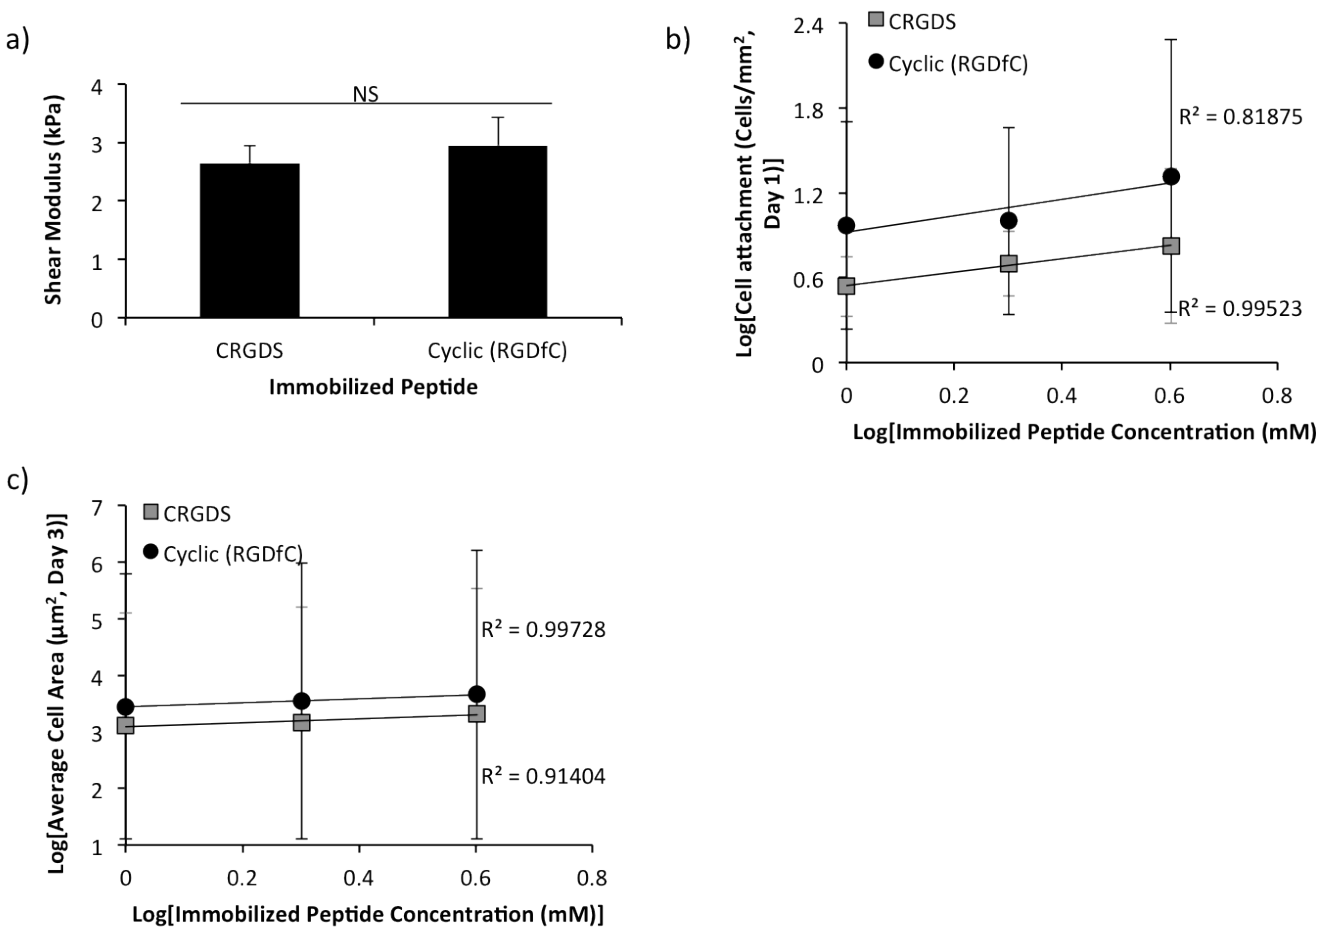 a)
4
3
2
1
0
Shear Modulus (kPa)
NS
CRGDS
Cyclic (RGDfC)
Immobilized Peptide
b)
CRGDS
Cyclic (RGDfC)
2.4
1.8
1.2
0.6
0
Log[Cell attachment (Cells/mm², Day 1)]
R² = 0.81875
R² = 0.99523
0
0.2
0.4
0.6
0.8
Log[Immobilized Peptide Concentration (mM)
c)
CRGDS
Cyclic (RGDfC)
7
6
5
4
3
2
1
Log[Average Cell Area (μm², Day 3)]
R² = 0.99728
R² = 0.91404
0
0.2
0.4
0.6
0.8
Log[Immobilized Peptide Concentration (mM)]